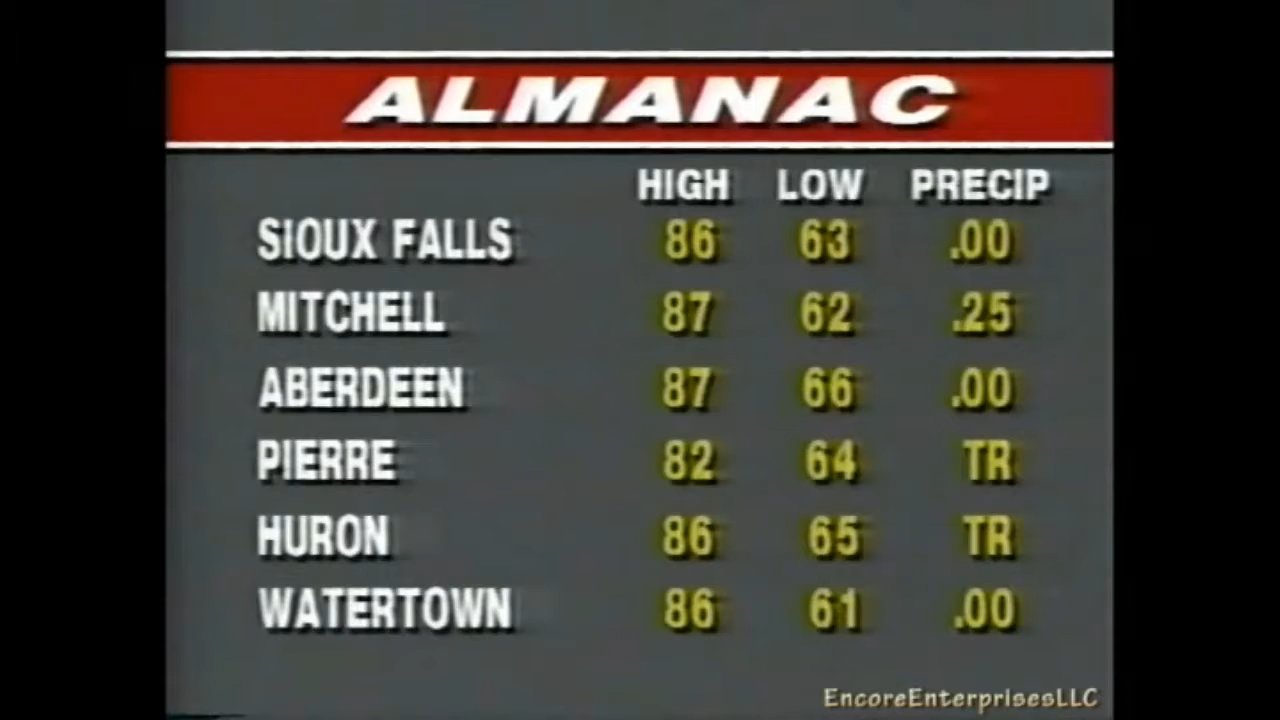 ALMANAC
HIGH LOW PRECIP
SIOUX FALLS 86 63 .00
MITCHELL 87 62 .25
ABERDEEN 87 66 .00
PIERRE 82 64 TR
HURON 86 65 TR
WATERTOWN 86 61 .00
EncoreEnterprisesLLC